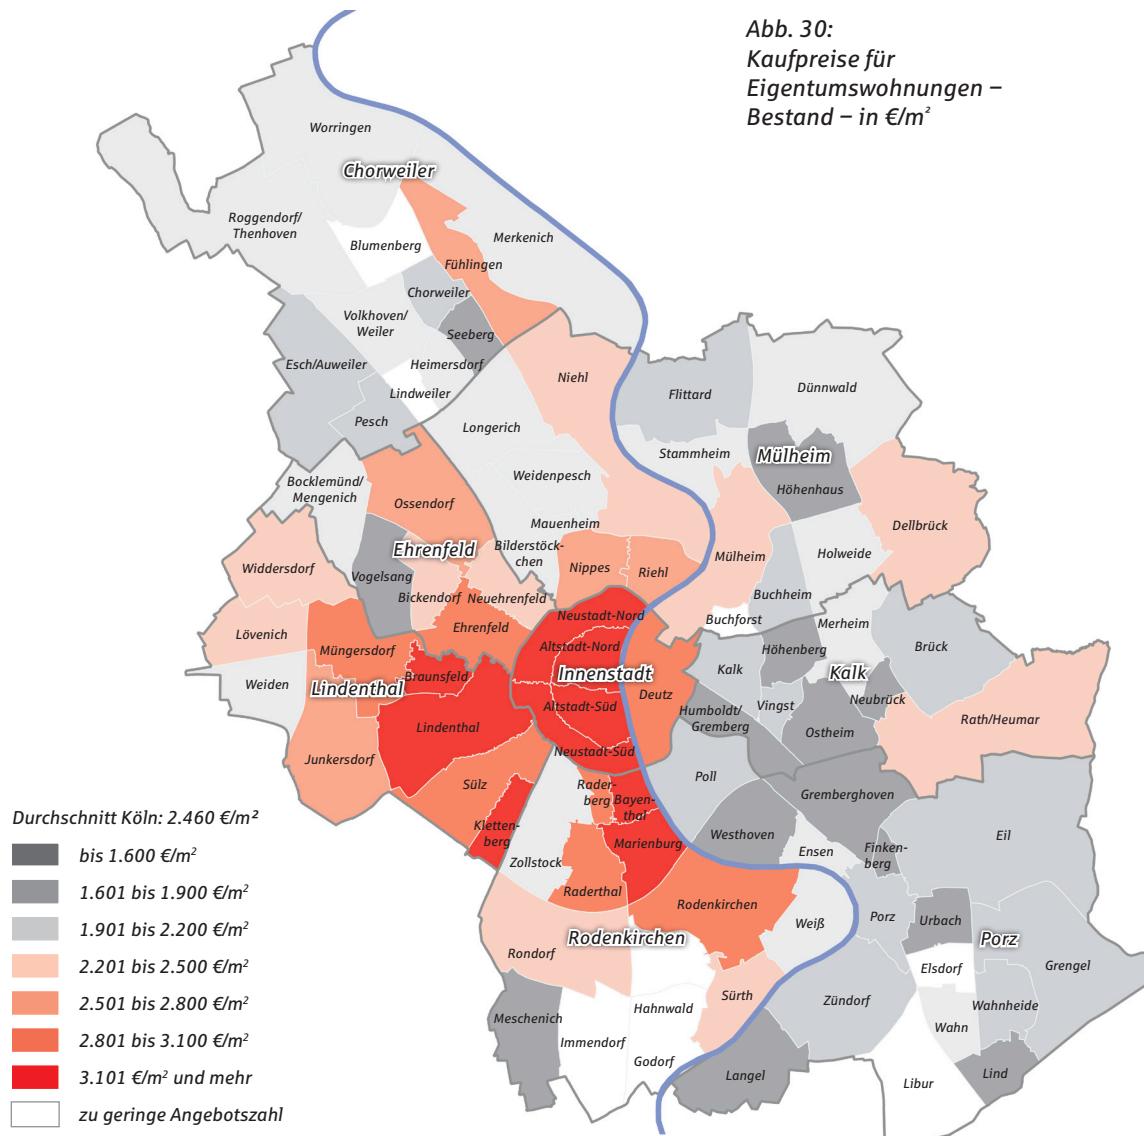 Abb. 30:
Kaufpreise für
Eigentumswohnungen –
Bestand – in €/m²
Worringen
Chorweiler
Roggendorf/
Thenhoven
Blumenberg
Merkenich
Fühlingen
Chorweiler
Volkhoven/
Weiler
Seeberg
Esch/Auweiler
Heimersdorf
Lindweiler
Pesch
Niehl
Longerich
Flittard
Dünnwald
Stammheim
Mülheim
Höhenhaus
Weidenpesch
Bocklemünd/
Mengenich
Ossendorf
Mauenheim
Dellbrück
Ehrenfeld
Bilderstöck-
chen
Nippes
Riehl
Mülheim
Holweide
Widdersdorf
Vogelsang
Bickendorf
Neuehrenfeld
Buchheim
Buchforst
Neustadt-Nord
Ehrenfeld
Merheim
Lövenich
Müngersdorf
Altstadt-Nord
Höhenberg
Brück
Innenstadt
Braunsfeld
Kalk
Kalk
Weiden
Lindenthal
Deutz
Neubrück
Altstadt-Süd
Humboldt/
Gremberg
Vingst
Lindenthal
Rath/Heumar
Ostheim
Neustadt-Süd
Junkersdorf
Poll
Sülz
Rader-
berg
Bayen-
thal
Gremberghoven
Kletten-
berg
Westhoven
Eil
Marienburg
Ensen
Finken-
berg
Zollstock
Raderthal
Rodenkirchen
Porz
Urbach
Weiß
Rodenkirchen
Porz
Rondorf
Elsdorf
Grengel
Sürth
Zündorf
Hahnwald
Wahnheide
Meschenich
Wahn
Immendorf
Godorf
Langel
Lind
Libur
Durchschnitt Köln: 2.460 €/m²
bis 1.600 €/m²
1.601 bis 1.900 €/m²
1.901 bis 2.200 €/m²
2.201 bis 2.500 €/m²
2.501 bis 2.800 €/m²
2.801 bis 3.100 €/m²
3.101 €/m² und mehr
zu geringe Angebotszahl